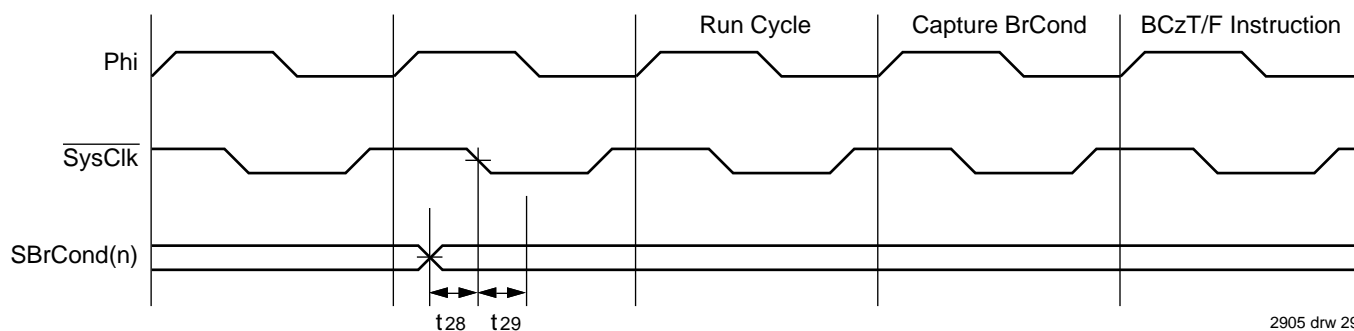 Run Cycle
Capture BrCond
BCzT/F Instruction
Phi
SysClk
SBrCond(n)
t28
t29
2905 drw 29